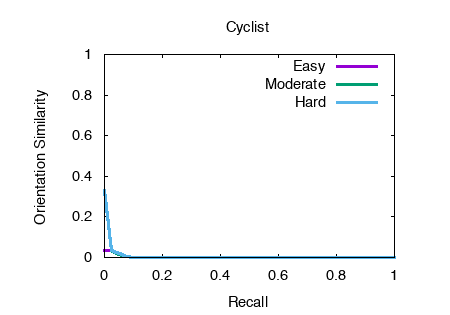 Cyclist
1
0.8
0.6
0.4
0.2
0
Orientation Similarity
Easy
Moderate
Hard
0 0.2 0.4 0.6 0.8 1
Recall